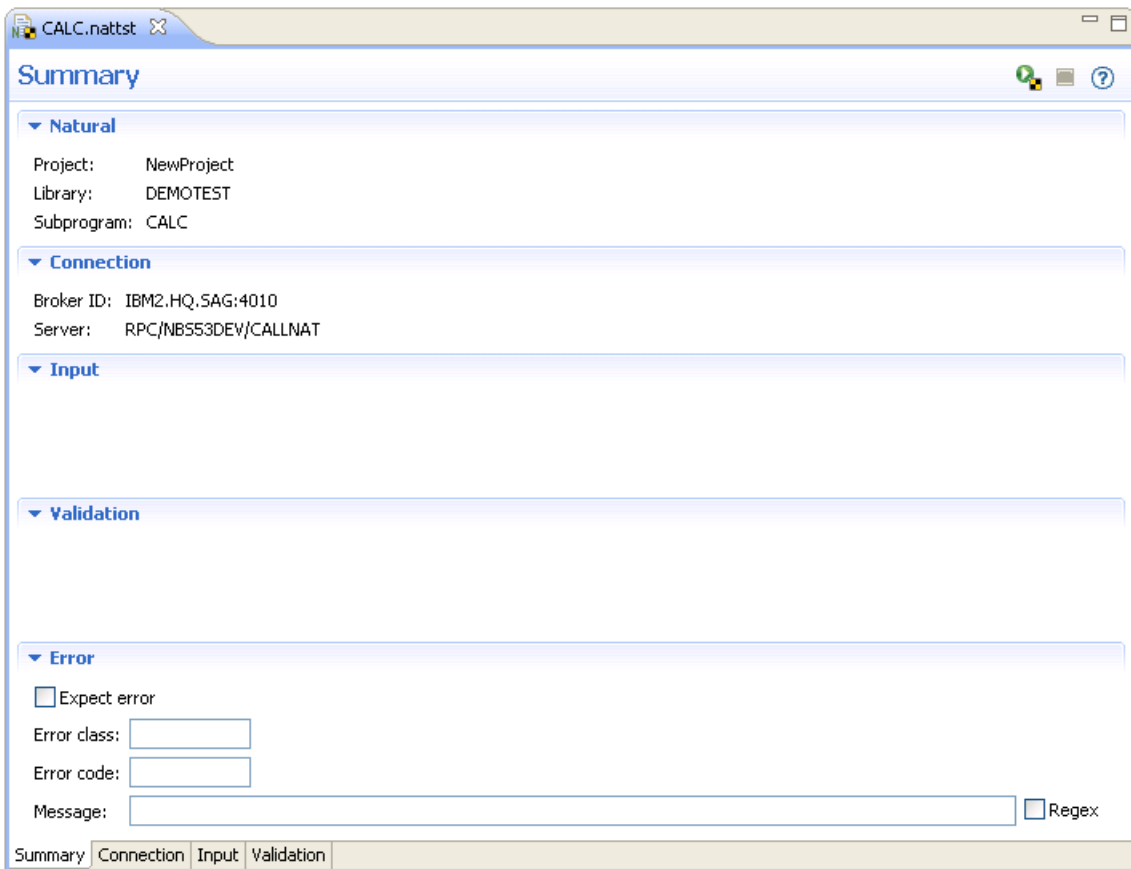 CALC.nattst
Summary
Natural
Project: NewProject
Library: DEMOTEST
Subprogram: CALC
Connection
Broker ID: IBM2.HQ.SAG:4010
Server: RPC/NBS53DEV/CALLNAT
Input
Validation
Error
Expect error
Error class:
Error code:
Message: Regex
Summary Connection Input Validation